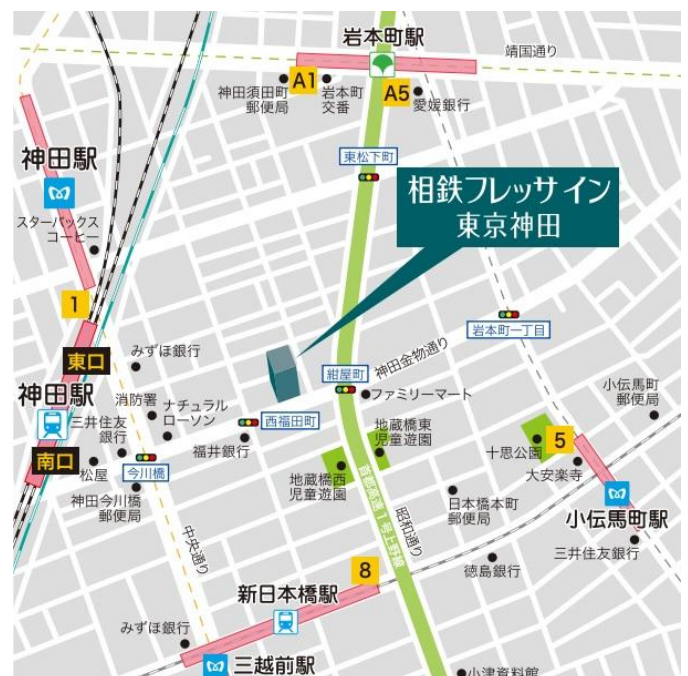 岩本町駅
靖国通り
A1
神田須田町
郵便局
岩本町
交番
A5
愛媛銀行
神田駅
スターバックス
コーヒー
東松下町
相鉄フレッサイン
東京神田
1
東口
みずほ銀行
岩本町一丁目
神田金物通り
紺屋町
ファミリーマート
神田駅
消防署
ナチュラル
ローソン
三井住友
銀行
西福田町
福井銀行
南口
松屋
今川橋
神田今川橋
郵便局
地蔵橋東
児童遊園
地蔵橋西
児童遊園
小伝馬町
郵便局
十思公園
5
大安楽寺
小伝馬町駅
三井住友銀行
日本橋本町
郵便局
徳島銀行
昭和通り
首都高速1号上野線
中央通り
8
新日本橋駅
みずほ銀行
三越前駅
小津資料館